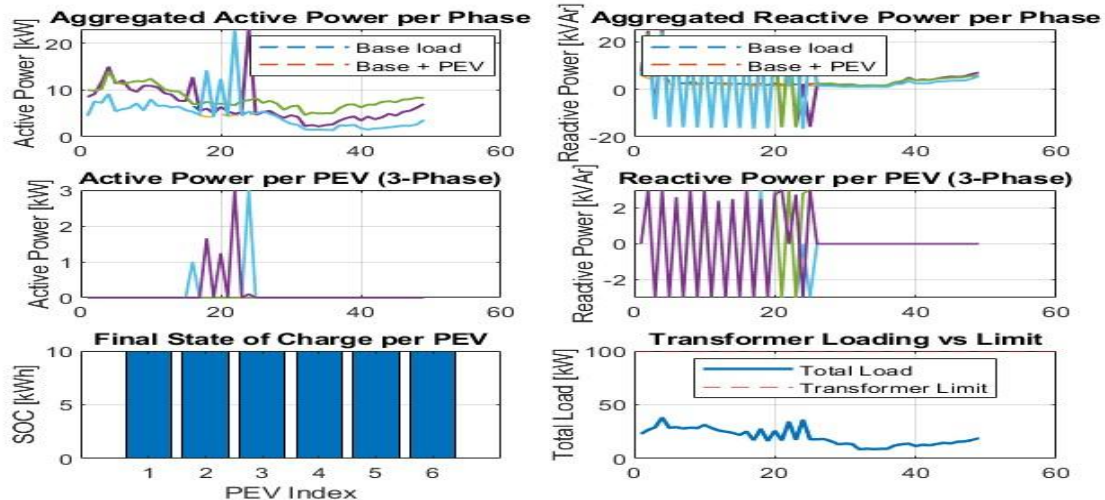 Aggregated Active Power per Phase
Active Power [kW]
20
10
0
0
20
40
60
Base load
Base + PEV
Aggregated Reactive Power per Phase
Reactive Power [kVAr]
20
0
-20
0
20
40
60
Base load
Base + PEV
Active Power per PEV (3-Phase)
Active Power [kW]
3
2
1
0
0
20
40
60
Reactive Power per PEV (3-Phase)
Reactive Power [kVAr]
2
0
-2
0
20
40
60
Final State of Charge per PEV
SOC [kWh]
10
5
0
1
2
3
4
5
6
PEV Index
Transformer Loading vs Limit
Total Load [kW]
100
50
0
0
20
40
60
Total Load
Transformer Limit